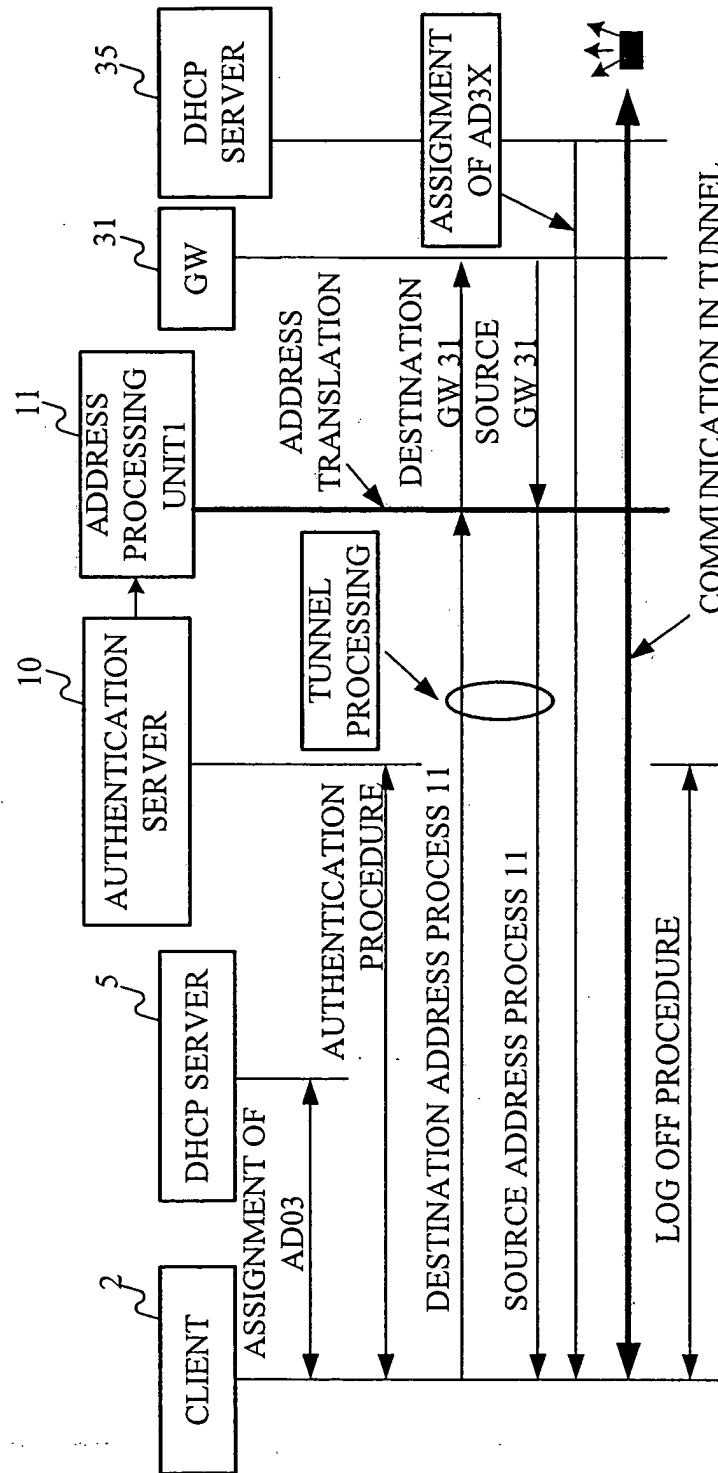 2
CLIENT
5
DHCP SERVER
10
AUTHENTICATION
SERVER
11
ADDRESS
PROCESSING
UNIT1
31
GW
35
DHCP
SERVER
ASSIGNMENT OF
AD03
AUTHENTICATION
PROCEDURE
TUNNEL
PROCESSING
ADDRESS
TRANSLATION
DESTINATION ADDRESS PROCESS 11
DESTINATION
GW 31
SOURCE ADDRESS PROCESS 11
SOURCE
GW 31
ASSIGNMENT
OF AD3X
COMMUNICATION IN TUNNEL
LOG OFF PROCEDURE